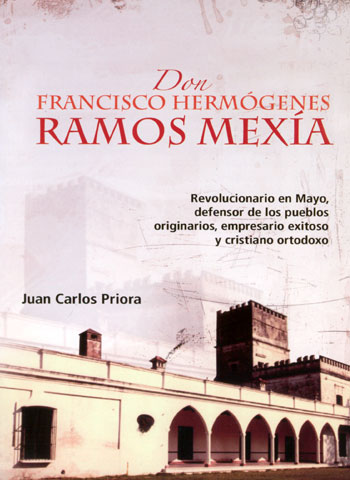 Don
FRANCISCO HERMÓGENES
RAMOS MEXÍA
Revolucionario en Mayo,
defensor de los pueblos
originarios, empresario exitoso
y cristiano ortodoxo
Juan Carlos Priora